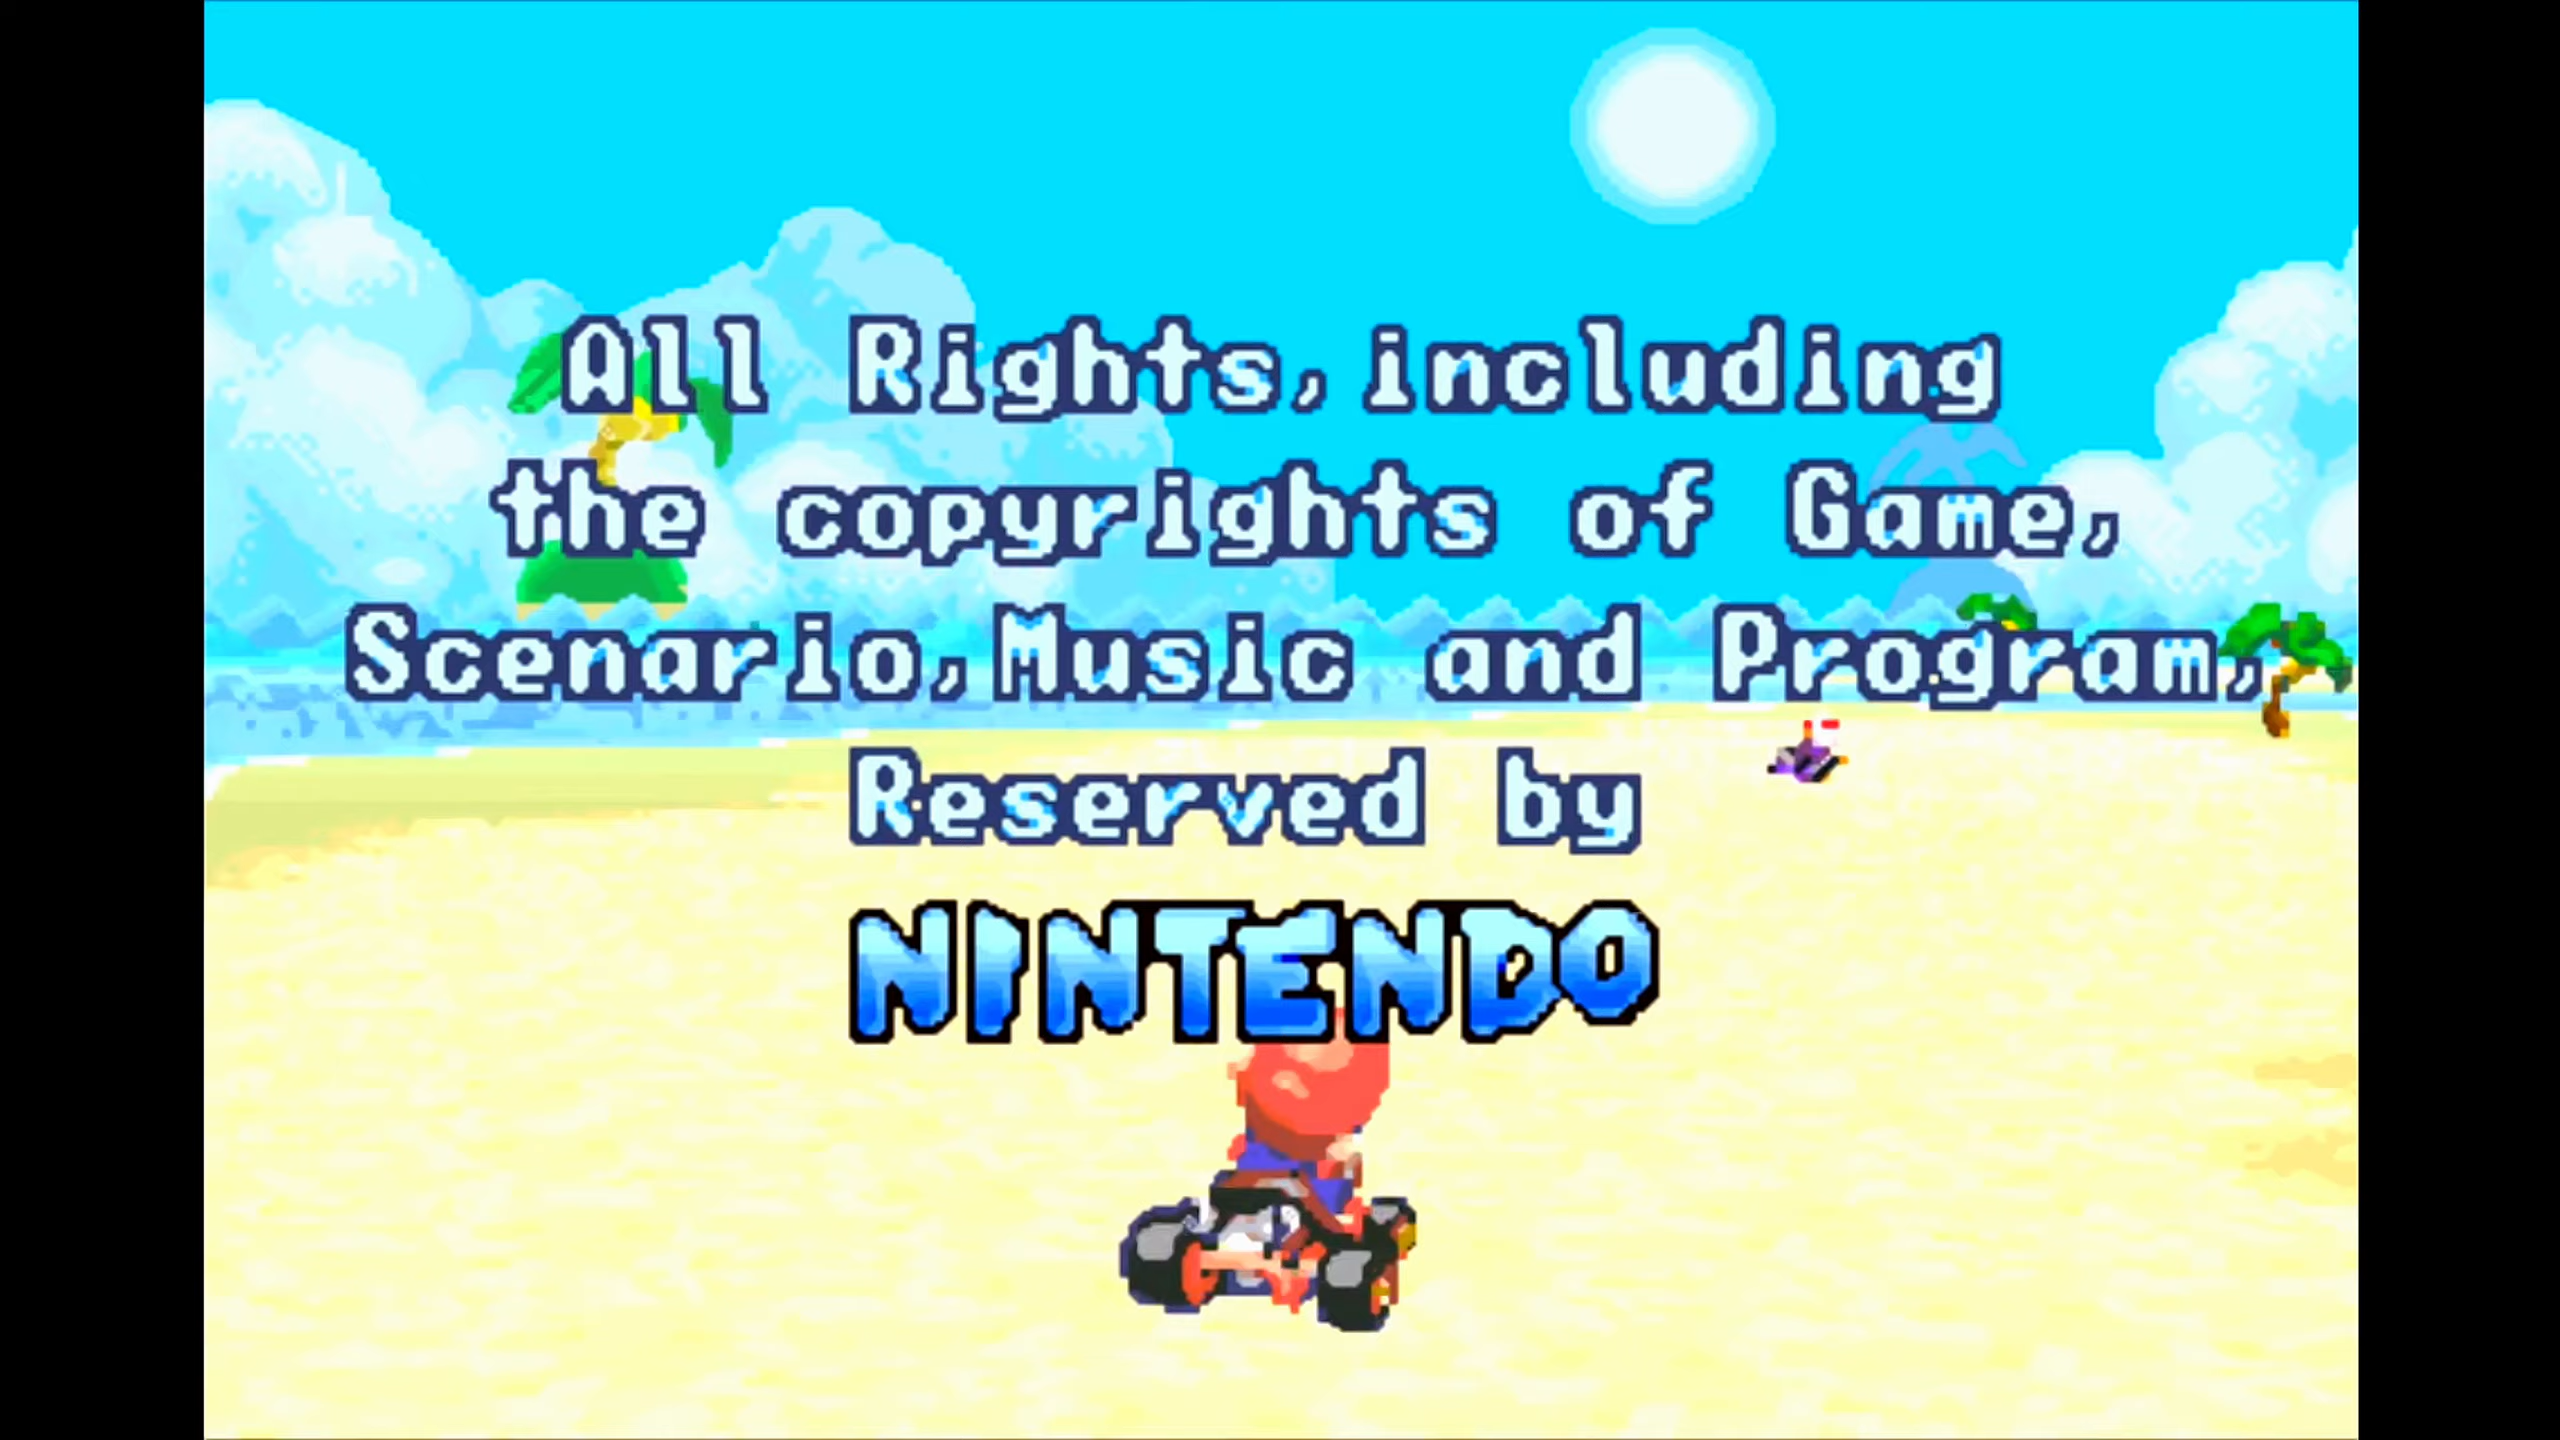 All Rights,including
the copyrights of Game,
Scenario,Music and Program,
Reserved by
NINTENDO